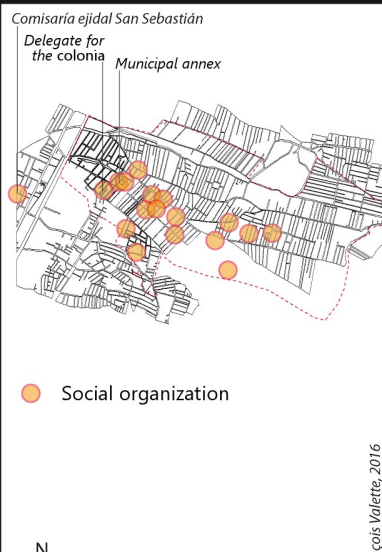 Comisaría ejidal San Sebastián
Delegate for
the colonia
Municipal annex
Social organization
çois Valette, 2016
N